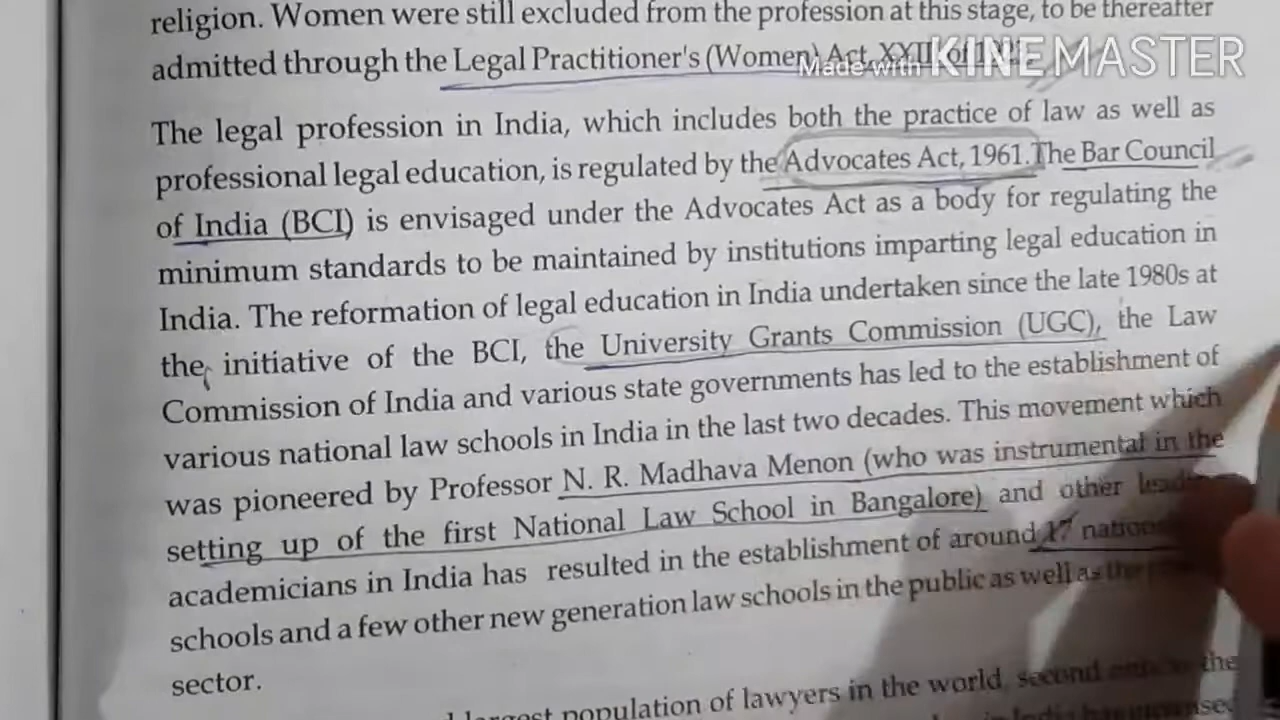 religion. Women were still excluded from the profession at this stage, to be thereafter
admitted through the Legal Practitioner's (Women) Act, XXIII of
Made with KINEMASTER
The legal profession in India, which includes both the practice of law as well as
professional legal education, is regulated by the Advocates Act, 1961. The Bar Council
of India (BCI) is envisaged under the Advocates Act as a body for regulating the
minimum standards to be maintained by institutions imparting legal education in
India. The reformation of legal education in India undertaken since the late 1980s at
the initiative of the BCI, the University Grants Commission (UGC), the Law
Commission of India and various state governments has led to the establishment of
various national law schools in India in the last two decades. This movement which
was pioneered by Professor N. R. Madhava Menon (who was instrumental in the
setting up of the first National Law School in Bangalore) and other leading
academicians in India has resulted in the establishment of around 17
schools and a few other new generation law schools in the public as well as the
sector.
largest population of lawyers in the world, second the